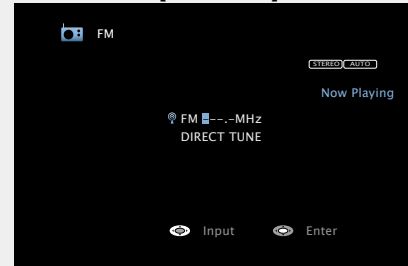 FM
STEREO AUTO
Now Playing
FM ---.-MHz
DIRECT TUNE
Input Enter